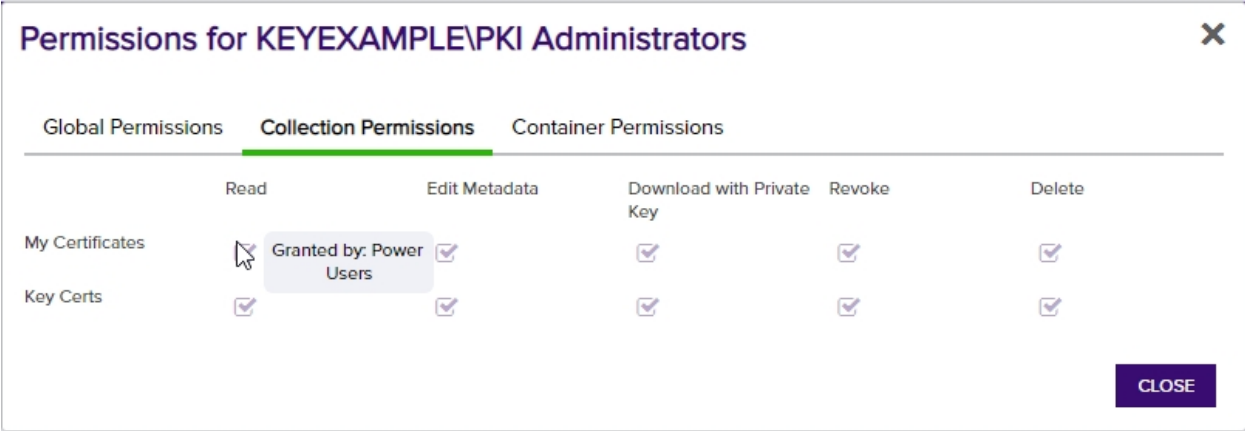 Permissions for KEYEXAMPLE\PKI Administrators
Global Permissions Collection Permissions Container Permissions
Read Edit Metadata Download with Private Revoke Delete
Key
My Certificates
Granted by: Power
Users
Key Certs
CLOSE